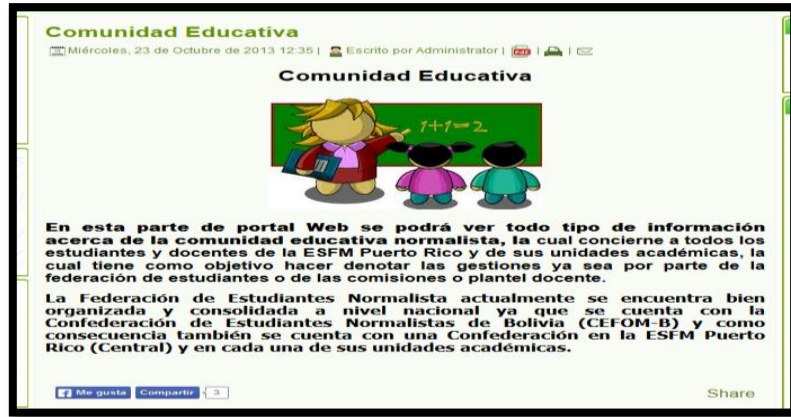 Comunidad Educativa
Miércoles, 23 de Octubre de 2013 12:35 | Escrito por Administrator | PDF | |
Comunidad Educativa
1+1=2
En esta parte de portal Web se podrá ver todo tipo de información
acerca de la comunidad educativa normalista, la cual concierne a todos los
estudiantes y docentes de la ESFM Puerto Rico y de sus unidades académicas, la
cual tiene como objetivo hacer denotar las gestiones ya sea por parte de la
federación de estudiantes o de las comisiones o plantel docente.
La Federación de Estudiantes Normalista actualmente se encuentra bien
organizada y consolidada a nivel nacional ya que se cuenta con la
Confederación de Estudiantes Normalistas de Bolivia (CEFOM-B) y como
consecuencia también se cuenta con una Confederación en la ESFM Puerto
Rico (Central) y en cada una de sus unidades académicas.
Me gusta Compartir 3 Share